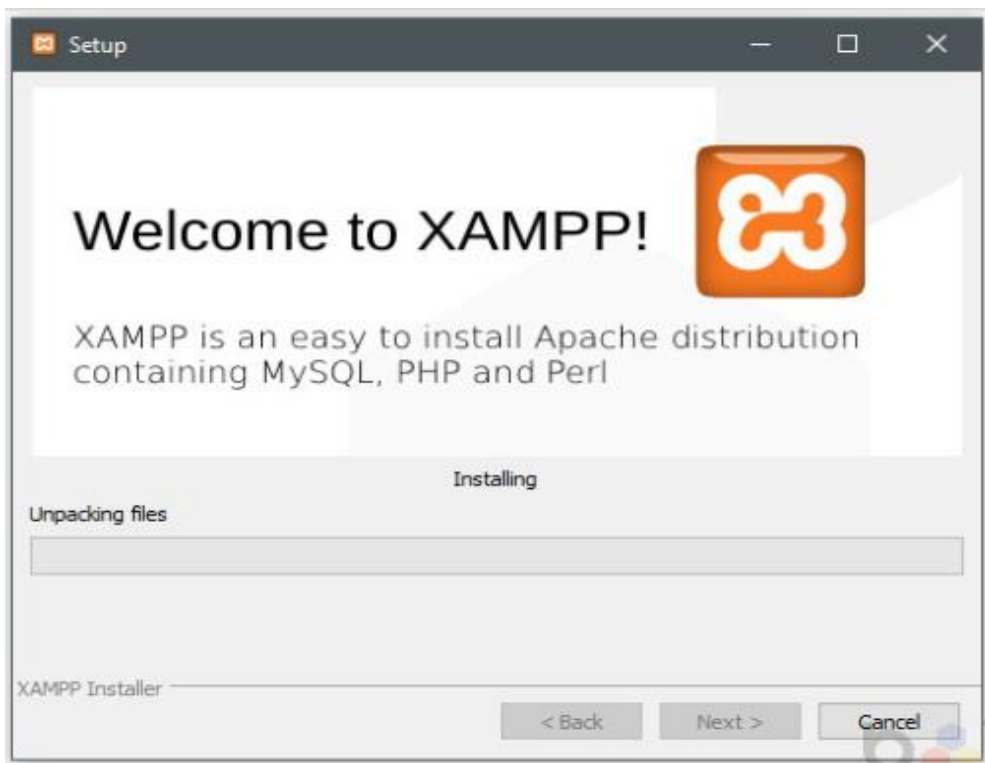 Setup
Welcome to XAMPP!
XAMPP is an easy to install Apache distribution
containing MySQL, PHP and Perl
Installing
Unpacking files
XAMPP Installer
< Back
Next >
Cancel